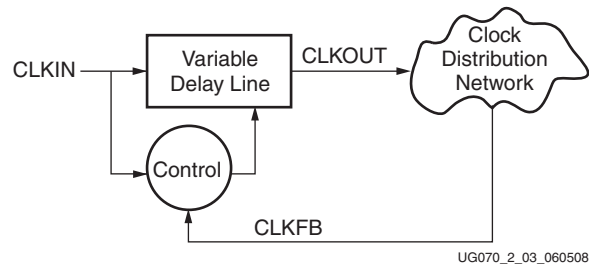 CLKIN
Variable
Delay Line
CLKOUT
Clock
Distribution
Network
Control
CLKFB
UG070_2_03_060508